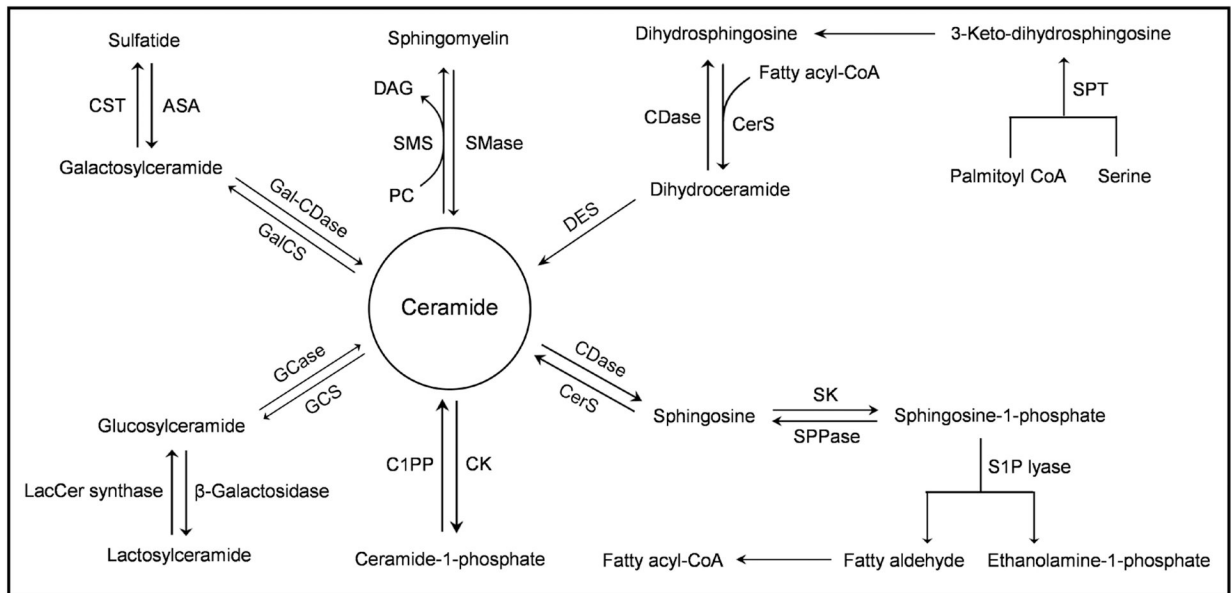 Sulfatide
CST
ASA
Galactosylceramide
Gal-CDase
GalCS
Sphingomyelin
DAG
SMS
SMase
PC
Dihydrosphingosine
3-Keto-dihydrosphingosine
Fatty acyl-CoA
CDase
CerS
SPT
Palmitoyl CoA
Serine
Dihydroceramide
DES
Ceramide
GCase
GCS
Glucosylceramide
LacCer synthase
β-Galactosidase
Lactosylceramide
C1PP
CK
Ceramide-1-phosphate
CDase
CerS
Sphingosine
SK
SPPase
Sphingosine-1-phosphate
S1P lyase
Fatty acyl-CoA
Fatty aldehyde
Ethanolamine-1-phosphate